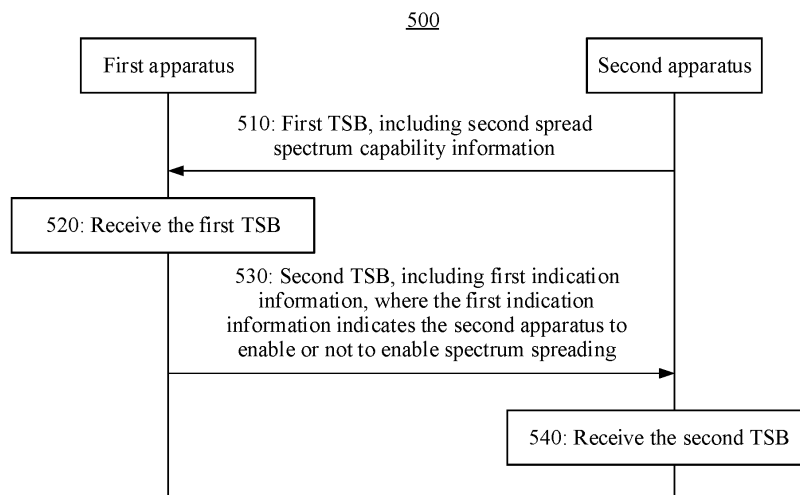 500
First apparatus
Second apparatus
510: First TSB, including second spread
spectrum capability information
520: Receive the first TSB
530: Second TSB, including first indication
information, where the first indication
information indicates the second apparatus to
enable or not to enable spectrum spreading
540: Receive the second TSB